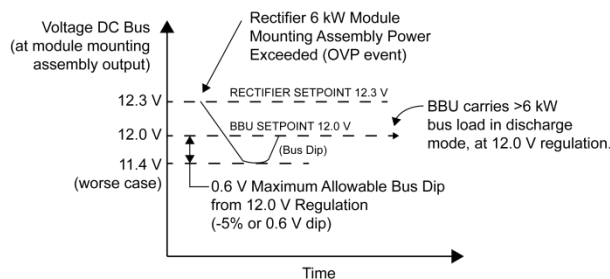 Voltage DC Bus
(at module mounting
assembly output)
Rectifier 6 kW Module
Mounting Assembly Power
Exceeded (OVP event)
12.3 V
RECTIFIER SETPOINT 12.3 V
12.0 V
BBU SETPOINT 12.0 V
(Bus Dip)
11.4 V
(worse case)
BBU carries >6 kW
bus load in discharge
mode, at 12.0 V regulation.
0.6 V Maximum Allowable Bus Dip
from 12.0 V Regulation
(-5% or 0.6 V dip)
Time